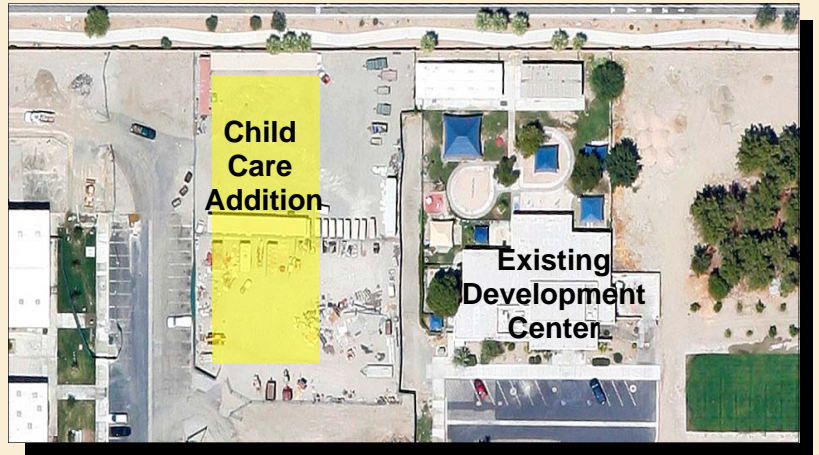 Child
Care
Addition
Existing
Development
Center